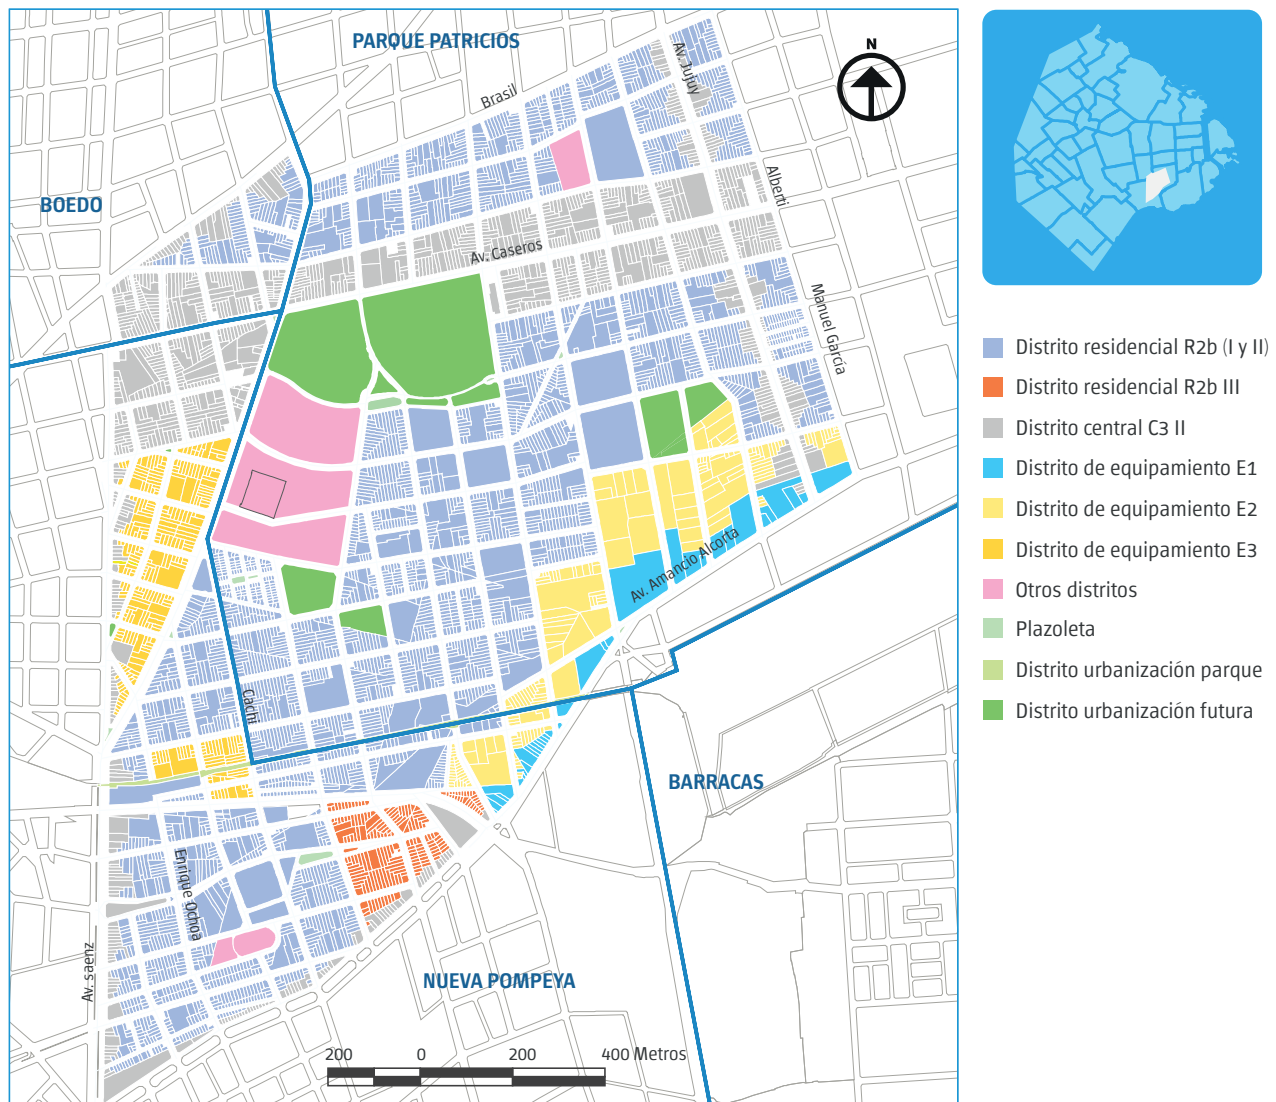 PARQUE PATRICIOS
N
Av. Jujuy
Brasil
Alberti
BOEDO
Av. Caseros
Manuel García
Av. Amancio Alcorta
Cachi
BARRACAS
Enrique Ochoa
Av. saenz
NUEVA POMPEYA
200 0 200 400 Metros
Distrito residencial R2b (I y II)
Distrito residencial R2b III
Distrito central C3 II
Distrito de equipamiento E1
Distrito de equipamiento E2
Distrito de equipamiento E3
Otros distritos
Plazoleta
Distrito urbanización parque
Distrito urbanización futura